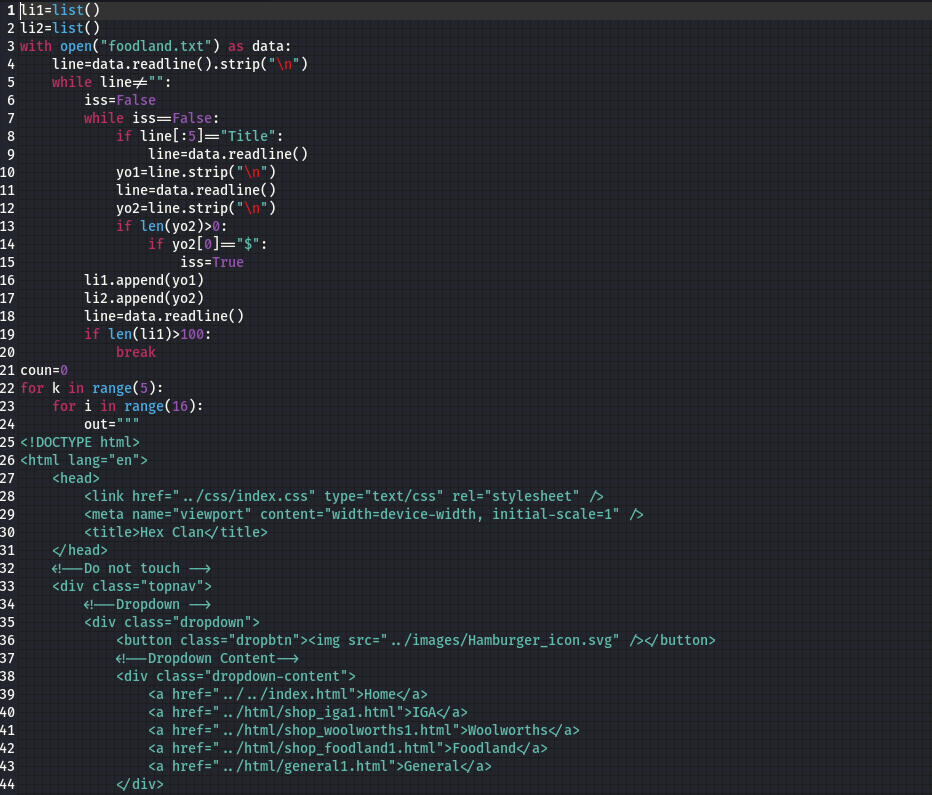 1 li1=list()
2 li2=list()
3 with open("foodland.txt") as data:
4     line=data.readline().strip("\n")
5     while line!="":
6         iss=False
7         while iss==False:
8             if line[:5]=="Title":
9                 line=data.readline()
10             yo1=line.strip("\n")
11             line=data.readline()
12             yo2=line.strip("\n")
13             if len(yo2)>0:
14                 if yo2[0]=="$":
15                     iss=True
16         li1.append(yo1)
17         li2.append(yo2)
18         line=data.readline()
19         if len(li1)>100:
20             break
21 coun=0
22 for k in range(5):
23     for i in range(16):
24         out="""
25 <!DOCTYPE html>
26 <html lang="en">
27     <head>
28         <link href="../css/index.css" type="text/css" rel="stylesheet" />
29         <meta name="viewport" content="width=device-width, initial-scale=1" />
30         <title>Hex Clan</title>
31     </head>
32     <!--Do not touch -->
33     <div class="topnav">
34         <!--Dropdown -->
35         <div class="dropdown">
36             <button class="dropbtn"><img src="../images/Hamburger_icon.svg" /></button>
37             <!--Dropdown Content-->
38             <div class="dropdown-content">
39                 <a href="../../index.html">Home</a>
40                 <a href="../html/shop_iga1.html">IGA</a>
41                 <a href="../html/shop_woolworths1.html">Woolworths</a>
42                 <a href="../html/shop_foodland1.html">Foodland</a>
43                 <a href="../html/general1.html">General</a>
44             </div>